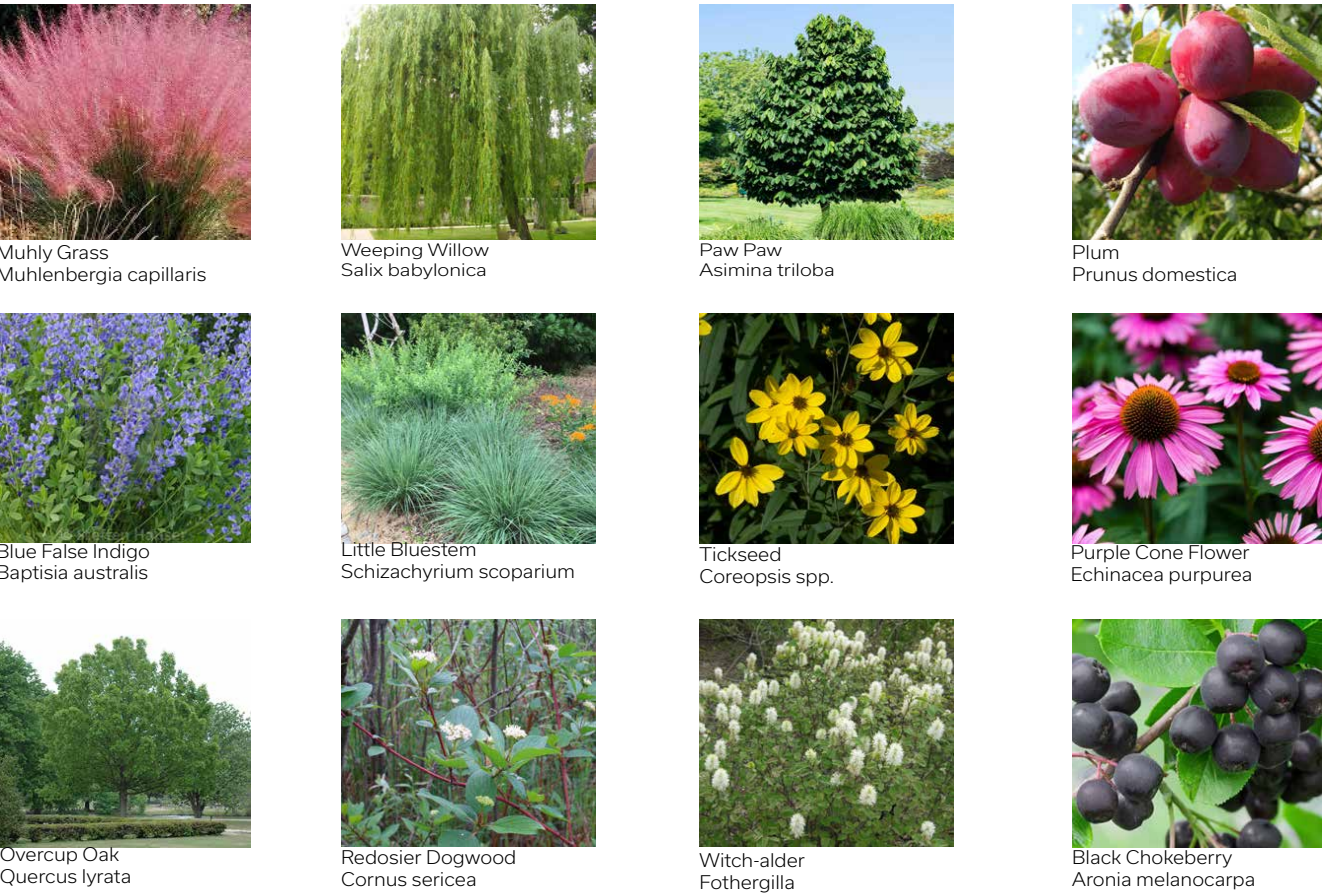 Muhly Grass
Muhlenbergia capillaris
Weeping Willow
Salix babylonica
Paw Paw
Asimina triloba
Plum
Prunus domestica
Blue False Indigo
Baptisia australis
Little Bluestem
Schizachyrium scoparium
Tickseed
Coreopsis spp.
Purple Cone Flower
Echinacea purpurea
Overcup Oak
Quercus lyrata
Redosier Dogwood
Cornus sericea
Witch-alder
Fothergilla
Black Chokeberry
Aronia melanocarpa